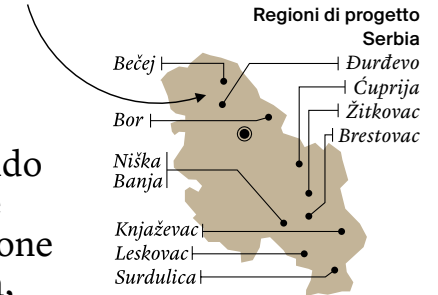 Regioni di progetto
Serbia
Bečej
Đurđevo
Ćuprija
Bor
Žitkovac
Brestovac
Niška
Banja
Knjaževac
Leskovac
Surdulica